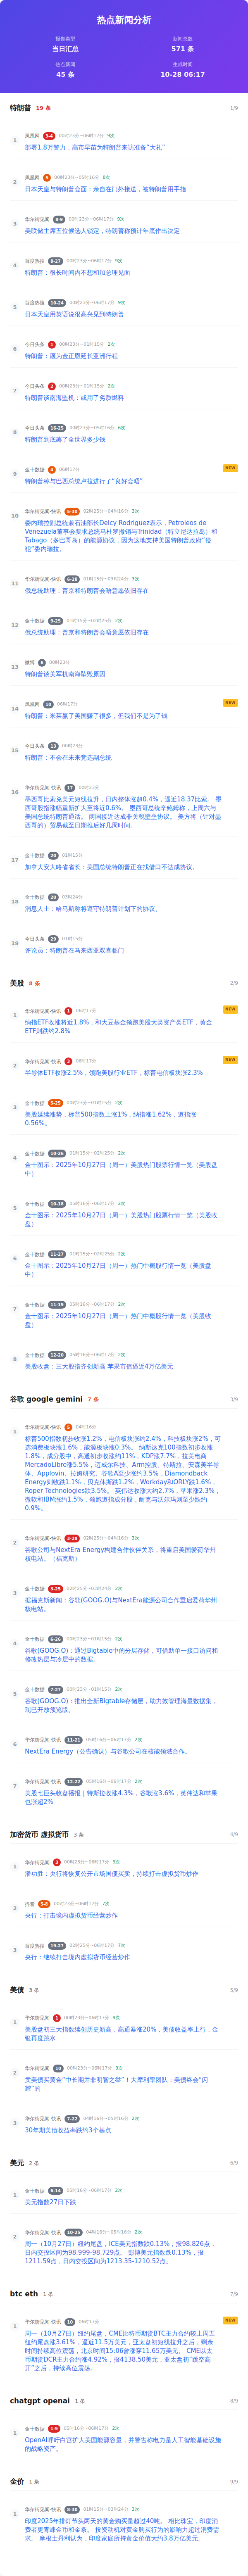 热点新闻分析
报告类型
当日汇总
新闻总数
571 条
热点新闻
45 条
生成时间
10-28 06:17
特朗普 19 条
1/9
1
凤凰网 3-4 00时23分~06时17分 9次
部署1.8万警力，高市早苗为特朗普来访准备“大礼”
2
凤凰网 5 00时23分~05时16分 8次
日本天皇与特朗普会面：亲自在门外接送，被特朗普用手指
3
华尔街见闻 8-9 00时23分~06时17分 9次
美联储主席五位候选人锁定，特朗普称预计年底作出决定
4
百度热搜 8-27 00时23分~06时17分 9次
特朗普：很长时间内不想和加总理见面
5
百度热搜 10-24 00时23分~06时17分 9次
日本天皇用英语说很高兴见到特朗普
6
今日头条 1 00时23分~01时15分 2次
特朗普：愿为金正恩延长亚洲行程
7
今日头条 2 00时23分~01时15分 2次
特朗普谈南海坠机：或用了劣质燃料
8
今日头条 16-25 00时23分~05时16分 6次
特朗普到底薅了全世界多少钱
9
金十数据 4 06时17分
NEW
特朗普称与巴西总统卢拉进行了“良好会晤”
10
华尔街见闻-快讯 5-30 02时25分~04时16分 3次
委内瑞拉副总统兼石油部长Delcy Rodriguez表示，Petroleos de
Venezuela董事会要求总统马杜罗撤销与Trinidad（特立尼达拉岛）和
Tabago（多巴哥岛）的能源协议，因为这地支持美国特朗普政府“侵
犯”委内瑞拉。
11
华尔街见闻-快讯 6-28 01时15分~03时24分 3次
俄总统助理：普京和特朗普会晤意愿依旧存在
12
金十数据 9-25 01时15分~02时25分 2次
俄总统助理：普京和特朗普会晤意愿依旧存在
13
微博 6 00时23分
特朗普谈美军机南海坠毁原因
14
凤凰网 10 06时17分
NEW
特朗普：米莱赢了美国赚了很多，但我们不是为了钱
15
今日头条 13 00时23分
特朗普：不会在未来竞选副总统
16
华尔街见闻-快讯 17 00时23分
墨西哥比索兑美元短线拉升，日内整体涨超0.4%，逼近18.37比索。 墨
西哥股指涨幅重新扩大至将近0.6%。 墨西哥总统辛鲍姆称，上周六与
美国总统特朗普通话。 两国接近达成非关税壁垒协议。 美方将（针对墨
西哥的）贸易截至日期推后好几周时间。
17
金十数据 20 01时15分
加拿大安大略省省长：美国总统特朗普正在找借口不达成协议。
18
金十数据 29 03时24分
消息人士：哈马斯称将遵守特朗普计划下的协议。
19
今日头条 29 01时15分
评论员：特朗普在马来西亚双喜临门
美股 8 条
2/9
1
华尔街见闻-快讯 1 06时17分
NEW
纳指ETF收涨将近1.8%，和大豆基金领跑美股大类资产类ETF，黄金
ETF则跌约2.8%
2
华尔街见闻-快讯 3 06时17分
NEW
半导体ETF收涨2.5%，领跑美股行业ETF，标普电信板块涨2.3%
3
金十数据 5-25 00时23分~01时15分 2次
美股延续涨势，标普500指数上涨1%，纳指涨1.62%，道指涨
0.56%。
4
金十数据 10-26 01时15分~02时25分 2次
金十图示：2025年10月27日（周一）美股热门股票行情一览（美股盘
中）
5
金十数据 10-18 05时16分~06时17分 2次
金十图示：2025年10月27日（周一）美股热门股票行情一览（美股收
盘）
6
金十数据 11-27 01时15分~02时25分 2次
金十图示：2025年10月27日（周一）热门中概股行情一览（美股盘
中）
7
金十数据 11-19 05时16分~06时17分 2次
金十图示：2025年10月27日（周一）热门中概股行情一览（美股收
盘）
8
金十数据 12-20 05时16分~06时17分 2次
美股收盘：三大股指齐创新高 苹果市值逼近4万亿美元
谷歌 google gemini 7 条
3/9
1
华尔街见闻-快讯 5 04时16分
标普500指数初步收涨1.2%，电信板块涨约2.4%，科技板块涨2%，可
选消费板块涨1.6%，能源板块涨0.3%。 纳斯达克100指数初步收涨
1.8%，成分股中，高通初步收涨约11%，KDP涨7.7%，拉美电商
MercadoLibre涨5.5%，迈威尔科技、Arm控股、特斯拉、安森美半导
体、Applovin、拉姆研究、谷歌A至少涨约3.5%，Diamondback
Energy则收跌1.1%，贝克休斯跌1.2%，Workday和ORLY跌1.6%，
Roper Technologies跌3.5%。 英伟达收涨大约2.7%，苹果涨2.3%，
微软和IBM涨约1.5%，领跑道指成分股，耐克与沃尔玛则至少跌约
0.9%。
2
华尔街见闻-快讯 3-28 02时25分~04时16分 3次
谷歌公司与NextEra Energy构建合作伙伴关系，将重启美国爱荷华州
核电站。（福克斯）
3
金十数据 3-25 02时25分~03时24分 2次
据福克斯新闻：谷歌(GOOG.O)与NextEra能源公司合作重启爱荷华州
核电站。
4
金十数据 6-26 00时23分~01时15分 2次
谷歌(GOOG.O)：通过Bigtable中的分层存储，可借助单一接口访问和
修改热层与冷层中的数据。
5
金十数据 7-27 00时23分~01时15分 2次
谷歌(GOOG.O)：推出全新Bigtable存储层，助力效管理海量数据集，
现已开放预览版。
6
华尔街见闻-快讯 11-21 05时16分~06时17分 2次
NextEra Energy（公告确认）与谷歌公司在核能领域合作。
7
华尔街见闻-快讯 12-22 05时16分~06时17分 2次
美股七巨头收盘播报｜特斯拉收涨4.3%，谷歌涨3.6%，英伟达和苹果
也涨超2%
加密货币 虚拟货币 3 条
4/9
1
华尔街见闻 2 00时23分~06时17分 9次
潘功胜：央行将恢复公开市场国债买卖，持续打击虚拟货币炒作
2
抖音 5-8 00时23分~06时17分 7次
央行：打击境内虚拟货币经营炒作
3
百度热搜 19-27 02时25分~06时17分 7次
央行：继续打击境内虚拟货币经营炒作
美债 3 条
5/9
1
华尔街见闻 1 00时23分~06时17分 9次
美股盘初三大指数续创历史新高，高通暴涨20%，美债收益率上行，金
银再度跳水
2
华尔街见闻 10 00时23分~06时17分 9次
卖美债买黄金“中长期并非明智之举”！大摩利率团队：美债终会“闪
耀”的
3
华尔街见闻-快讯 7-22 04时16分~05时16分 2次
30年期美债收益率跌约3个基点
美元 2 条
6/9
1
金十数据 6-14 05时16分~06时17分 2次
美元指数27日下跌
2
华尔街见闻-快讯 10-25 04时16分~05时16分 2次
周一（10月27日）纽约尾盘，ICE美元指数跌0.13%，报98.826点，
日内交投区间为98.999-98.729点。 彭博美元指数跌0.13%，报
1211.59点，日内交投区间为1213.35-1210.52点。
btc eth 1 条
7/9
1
华尔街见闻-快讯 10 06时17分
NEW
周一（10月27日）纽约尾盘，CME比特币期货BTC主力合约较上周五
纽约尾盘涨3.61%，逼近11.5万美元，亚太盘初短线拉升之后，剩余
时间持续高位震荡，北京时间15:06曾涨穿11.65万美元。 CME以太
币期货DCR主力合约涨4.92%，报4138.50美元，亚太盘初“跳空高
开”之后，持续高位震荡。
chatgpt openai 1 条
8/9
1
金十数据 1-9 05时16分~06时17分 2次
OpenAI呼吁白宫扩大美国能源容量，并警告称电力是人工智能基础设施
的战略资产。
金价 1 条
9/9
1
华尔街见闻-快讯 8-30 01时15分~03时24分 3次
印度2025年排灯节头两天的黄金购买量超过40吨。 相比珠宝，印度消
费者更青睐金币和金条。 投资动机对黄金购买行为的影响力超过消费需
求。 摩根士丹利认为，印度家庭所持黄金价值大约3.8万亿美元。